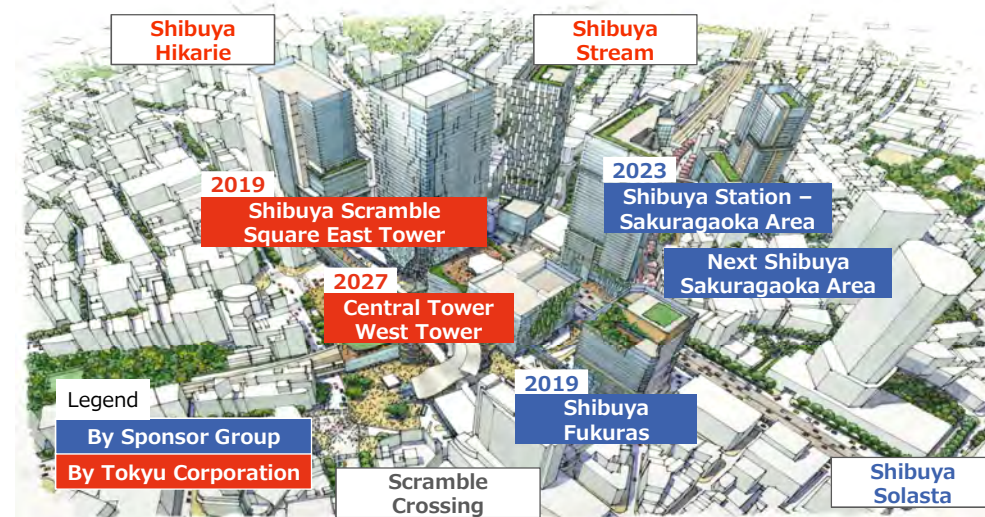 Shibuya
Hikarie
Shibuya
Stream
2019
Shibuya Scramble
Square East Tower
2023
Shibuya Station –
Sakuragaoka Area
Next Shibuya
Sakuragaoka Area
2027
Central Tower
West Tower
2019
Shibuya
Fukuras
Legend
By Sponsor Group
By Tokyu Corporation
Scramble
Crossing
Shibuya
Solasta